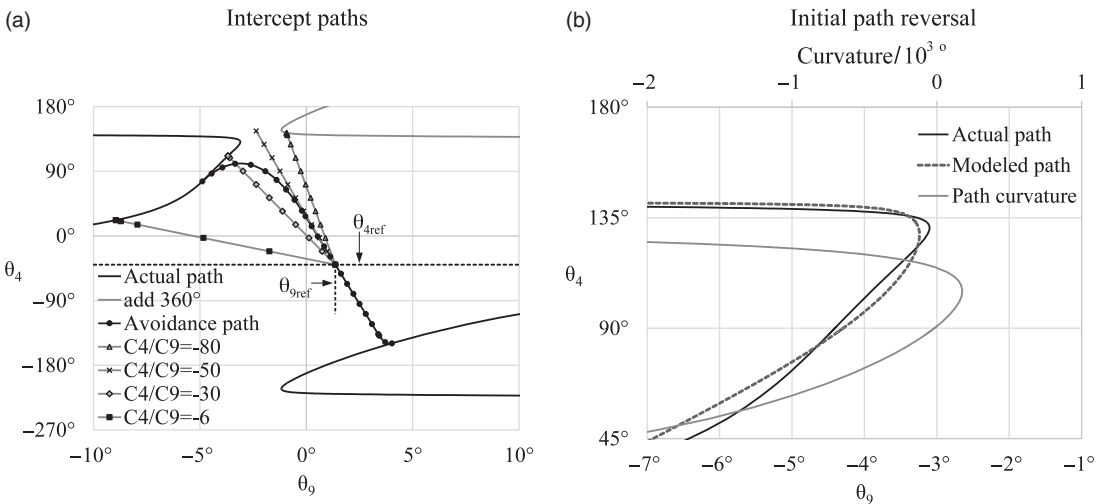 (a)
Intercept paths
180°
90°
0°
−90°
−180°
−270°
θ4
−10°
−5°
0°
5°
10°
θ9
θ4ref
θ9ref
Actual path
add 360°
Avoidance path
C4/C9=-80
C4/C9=-50
C4/C9=-30
C4/C9=-6
(b)
Initial path reversal
Curvature/10³ °
−2
−1
0
1
180°
135°
90°
45°
θ4
Actual path
Modeled path
Path curvature
−7°
−6°
−5°
−4°
−3°
−2°
−1°
θ9